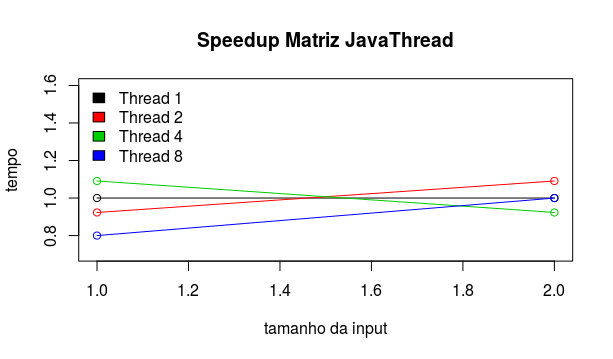 Speedup Matriz JavaThread
tempo
1.6
1.4
1.2
1.0
0.8
Thread 1
Thread 2
Thread 4
Thread 8
1.0 1.2 1.4 1.6 1.8 2.0
tamanho da input